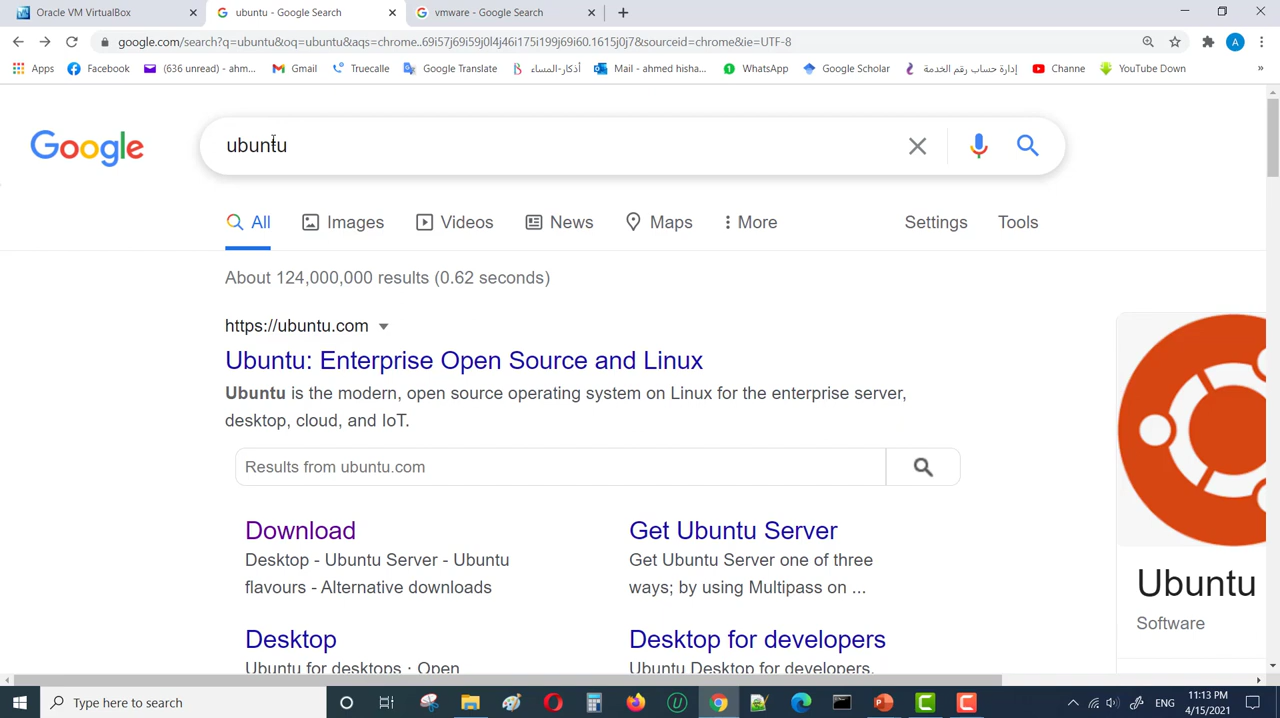 Oracle VM VirtualBox
ubuntu - Google Search
vmware - Google Search
google.com/search?q=ubuntu&oq=ubuntu&aqs=chrome..69i57j69i59j0l4j46i175i199j69i60.1615j0j7&sourceid=chrome&ie=UTF-8
A
Apps
Facebook
(636 unread) - ahm...
Gmail
Truecalle
Google Translate
أذكار-المساء
Mail - ahmed hisha...
WhatsApp
Google Scholar
إدارة حساب رقم الخدمة
Channe
YouTube Down
»
Google
ubuntu
All
Images
Videos
News
Maps
More
Settings
Tools
About 124,000,000 results (0.62 seconds)
https://ubuntu.com
Ubuntu: Enterprise Open Source and Linux
Ubuntu is the modern, open source operating system on Linux for the enterprise server,
desktop, cloud, and IoT.
Results from ubuntu.com
Download
Desktop - Ubuntu Server - Ubuntu
flavours - Alternative downloads
Get Ubuntu Server
Get Ubuntu Server one of three
ways; by using Multipass on ...
Desktop
Ubuntu for desktops · Open
Desktop for developers
Ubuntu Desktop for developers.
Ubuntu
Software
Type here to search
ENG
11:13 PM
4/15/2021